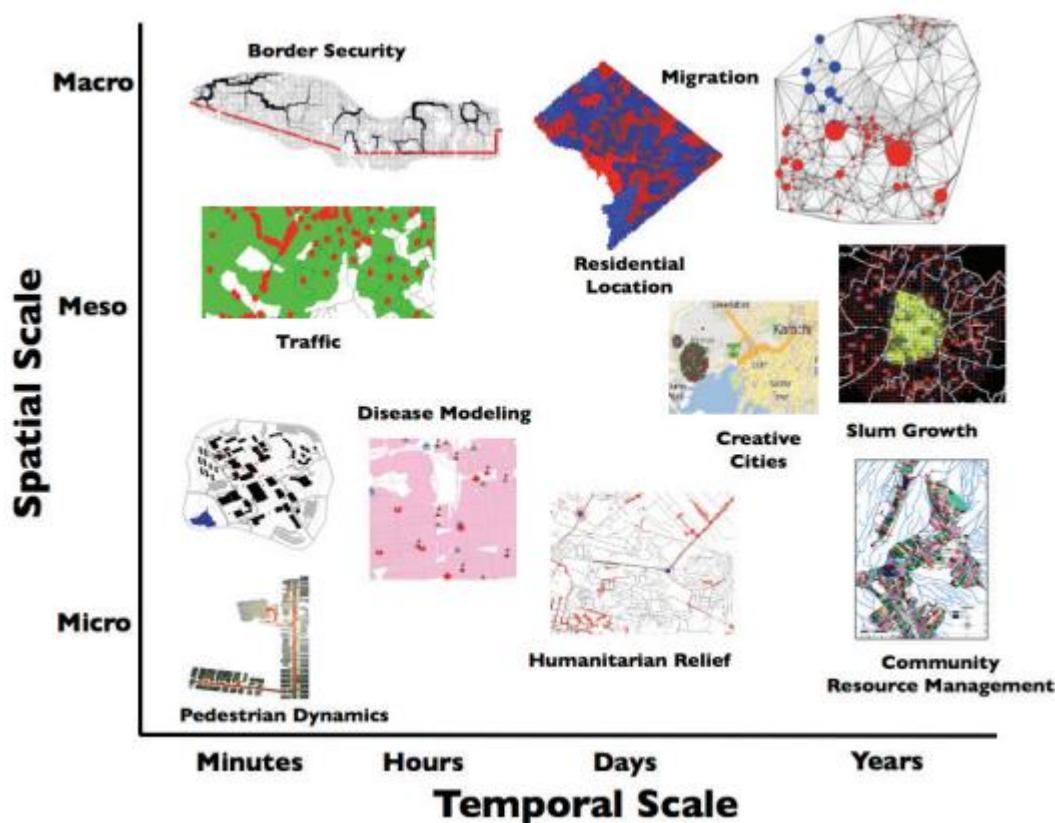 Border Security
Macro
Migration
Residential
Location
Spatial Scale
Meso
Traffic
Karachi
Disease Modeling
Creative
Cities
Slum Growth
Micro
Humanitarian Relief
Community
Resource Management
Pedestrian Dynamics
Minutes
Hours
Days
Years
Temporal Scale